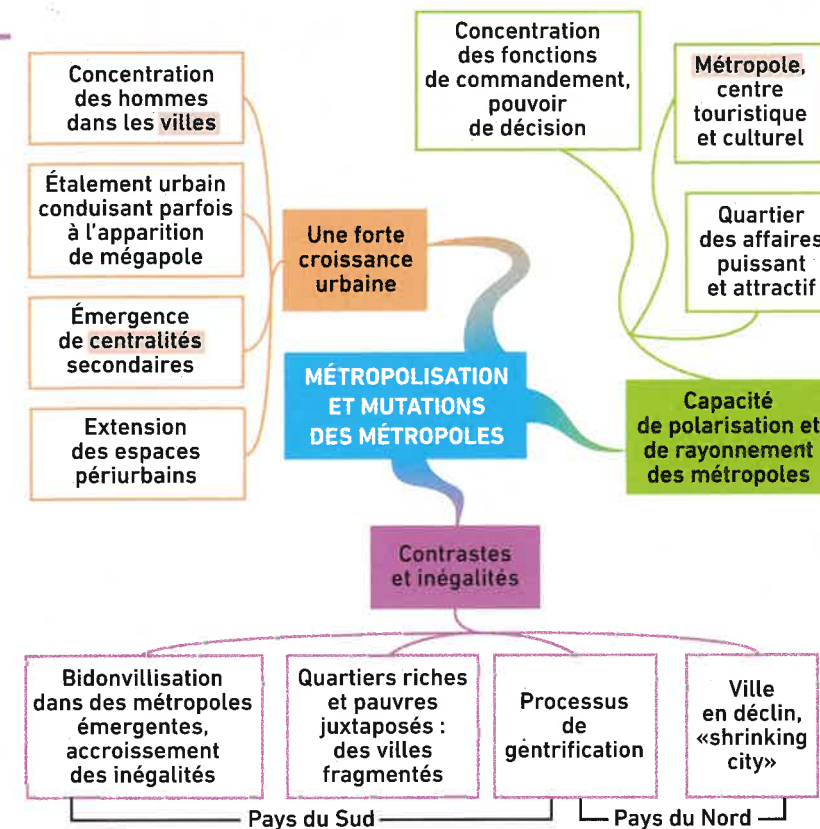 Concentration
des hommes
dans les villes
Étalement urbain
conduisant parfois
à l'apparition
de mégapole
Émergence
de centralités
secondaires
Extension
des espaces
périurbains
Une forte
croissance
urbaine
Concentration
des fonctions
de commandement,
pouvoir
de décision
Métropole,
centre
touristique
et culturel
Quartier
des affaires
puissant
et attractif
MÉTROPOLISATION
ET MUTATIONS
DES MÉTROPOLES
Capacité
de polarisation et
de rayonnement
des métropoles
Contrastes
et inégalités
Bidonvillisation
dans des métropoles
émergentes,
accroissement
des inégalités
Quartiers riches
et pauvres
juxtaposés :
des villes
fragmentés
Processus
de
gentrification
Ville
en déclin,
«shrinking
city»
Pays du Sud
Pays du Nord